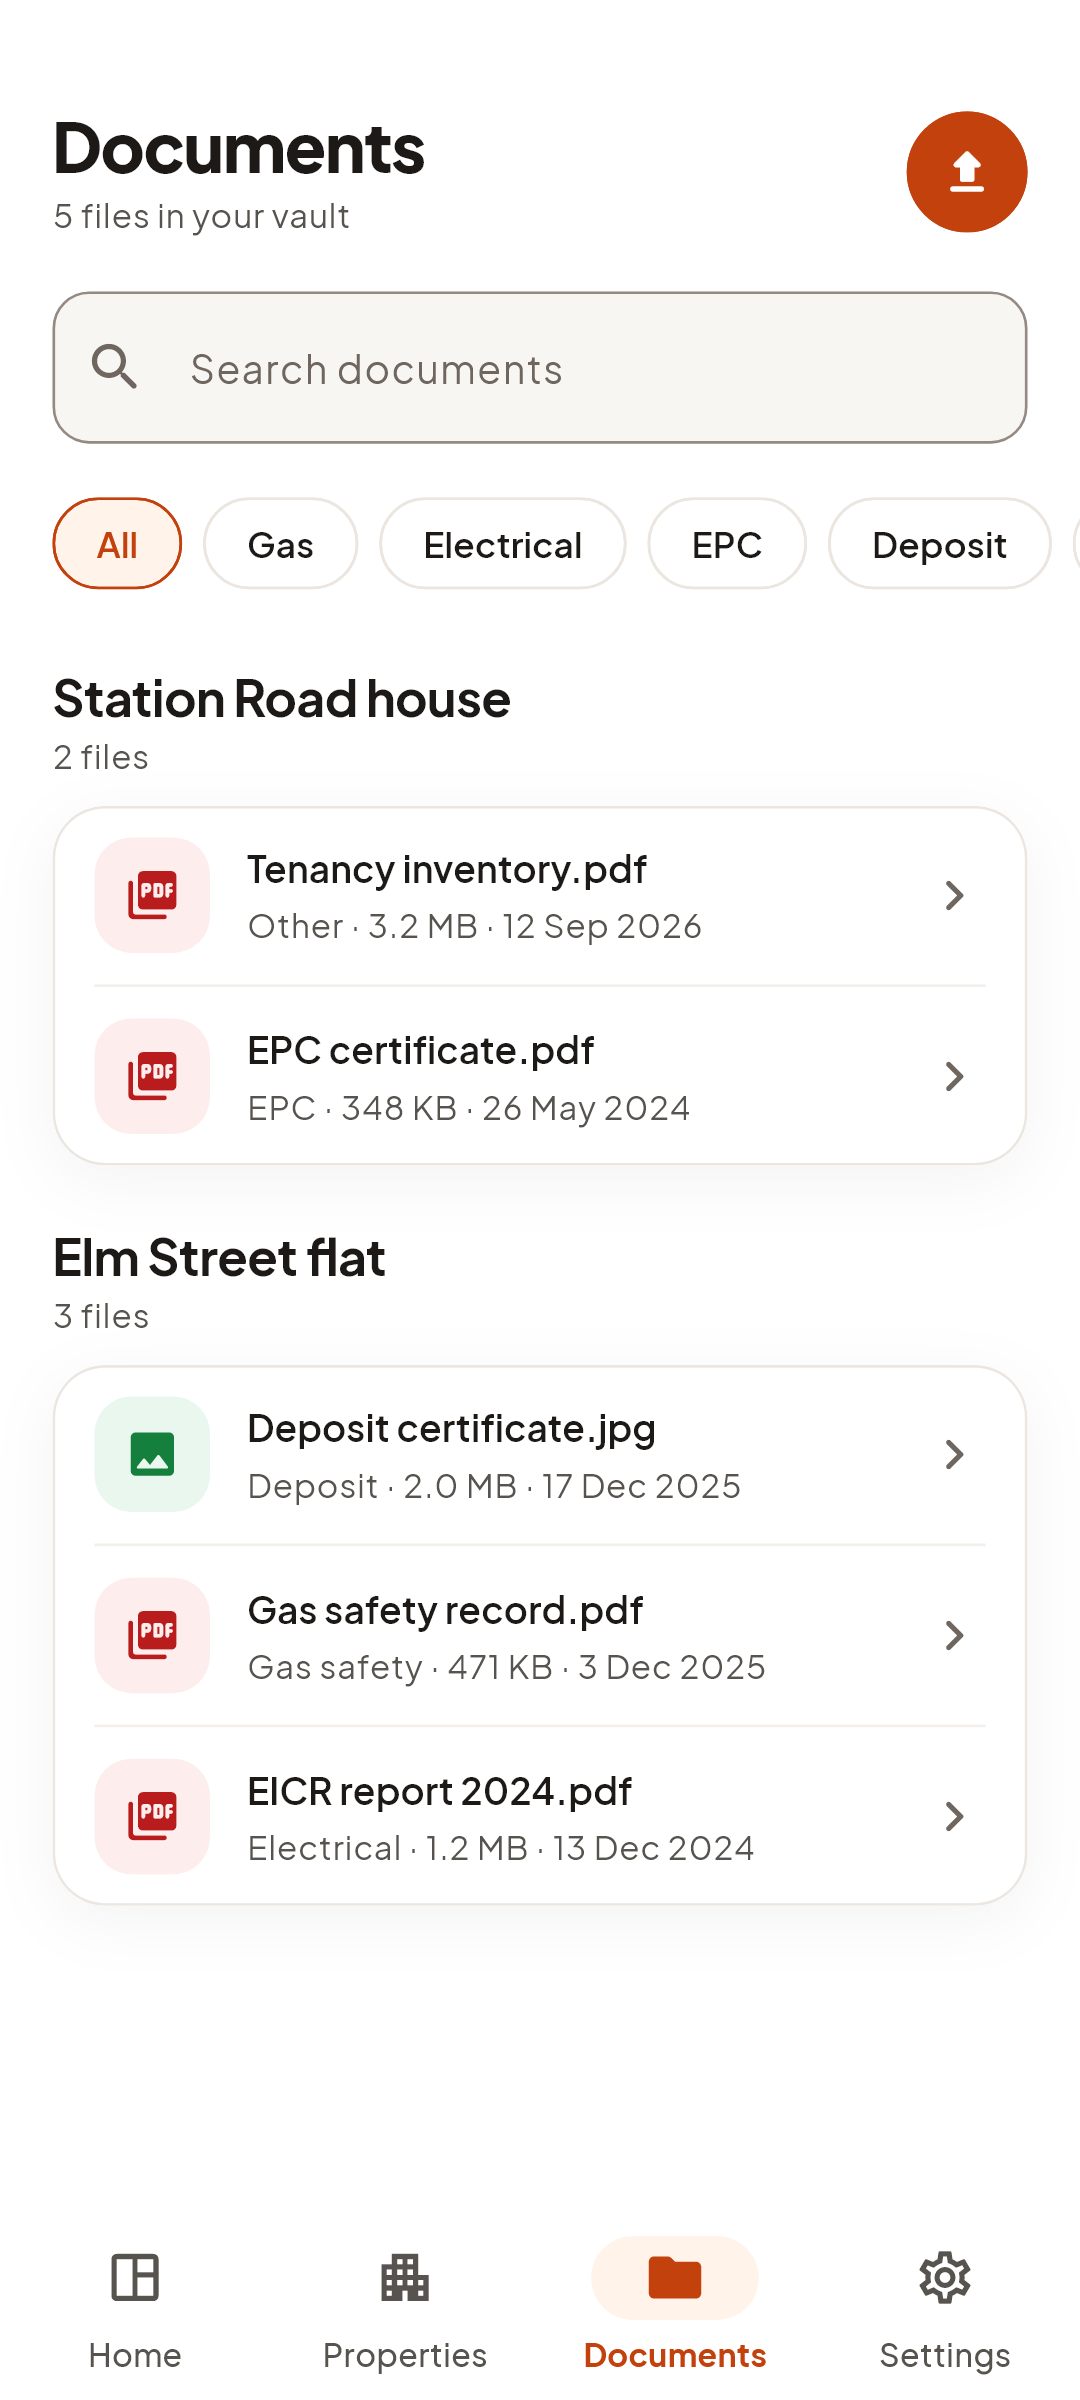 Documents
5 files in your vault
Search documents
All
Gas
Electrical
EPC
Deposit
Station Road house
2 files
PDF
Tenancy inventory.pdf
Other · 3.2 MB · 12 Sep 2026
PDF
EPC certificate.pdf
EPC · 348 KB · 26 May 2024
Elm Street flat
3 files
Deposit certificate.jpg
Deposit · 2.0 MB · 17 Dec 2025
PDF
Gas safety record.pdf
Gas safety · 471 KB · 3 Dec 2025
PDF
EICR report 2024.pdf
Electrical · 1.2 MB · 13 Dec 2024
Home
Properties
Documents
Settings